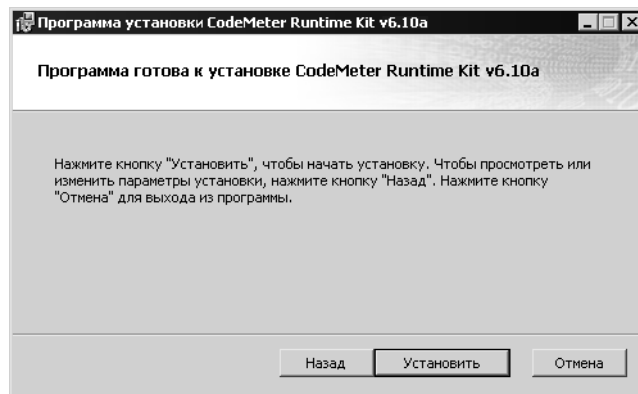 Программа установки CodeMeter Runtime Kit v6.10a
Программа готова к установке CodeMeter Runtime Kit v6.10a
Нажмите кнопку "Установить", чтобы начать установку. Чтобы просмотреть или
изменить параметры установки, нажмите кнопку "Назад". Нажмите кнопку
"Отмена" для выхода из программы.
Назад Установить Отмена